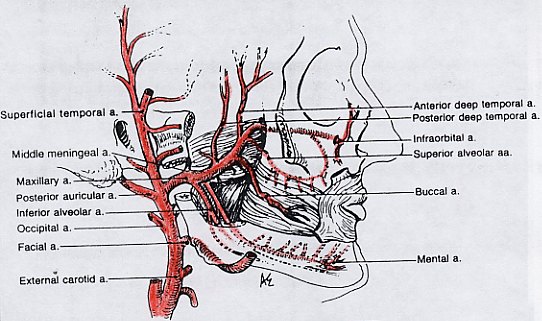 Superficial temporal a.
Middle meningeal a.
Maxillary a.
Posterior auricular a.
Inferior alveolar a.
Occipital a.
Facial a.
External carotid a.
Anterior deep temporal a.
Posterior deep temporal a.
Infraorbital a.
Superior alveolar aa.
Buccal a.
Mental a.